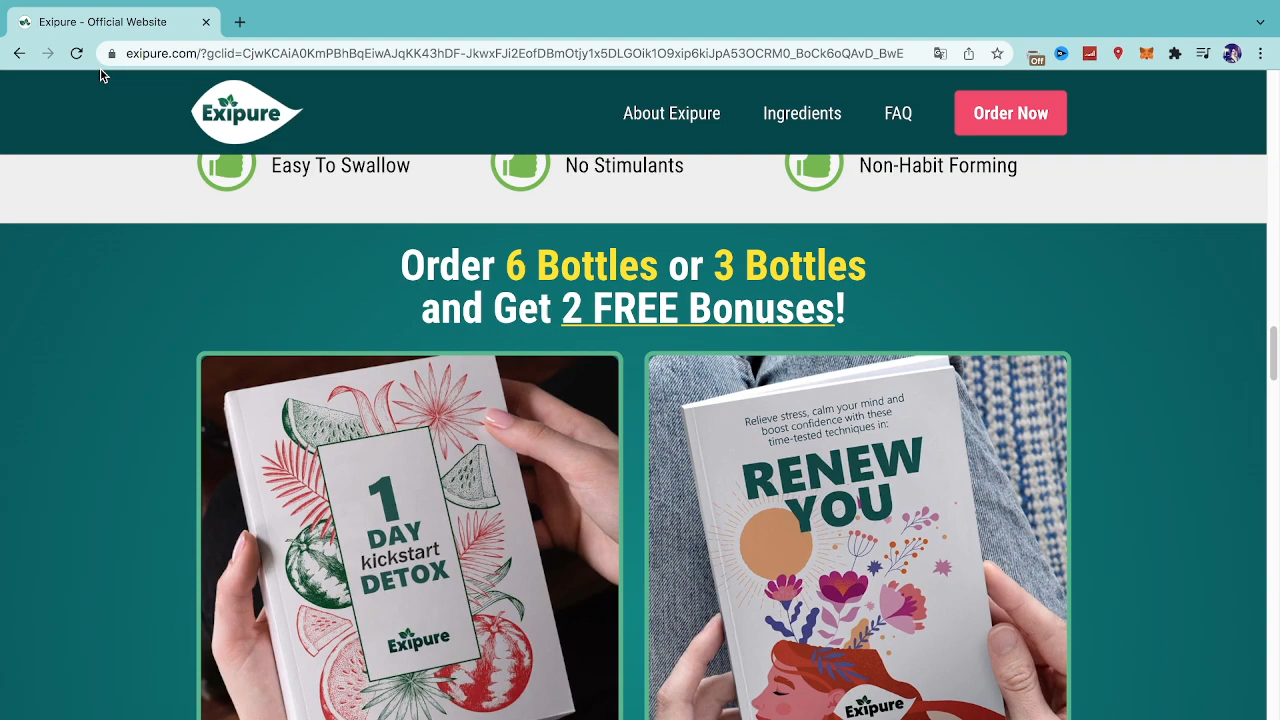 Exipure - Official Website
exipure.com/?gclid=CjwKCAiA0KmPBhBqEiwAJqKK43hDF-JkwxFJi2EofDBmOtjy1x5DLGOik1O9xip6kiJpA53OCRM0_BoCk6oQAvD_BwE
Off
Exipure
About Exipure
Ingredients
FAQ
Order Now
Easy To Swallow
No Stimulants
Non-Habit Forming
Order 6 Bottles or 3 Bottles
and Get 2 FREE Bonuses!
1
DAY
kickstart
DETOX
Exipure
Relieve stress, calm your mind and
boost confidence with these
time-tested techniques in:
RENEW
YOU
Exipure